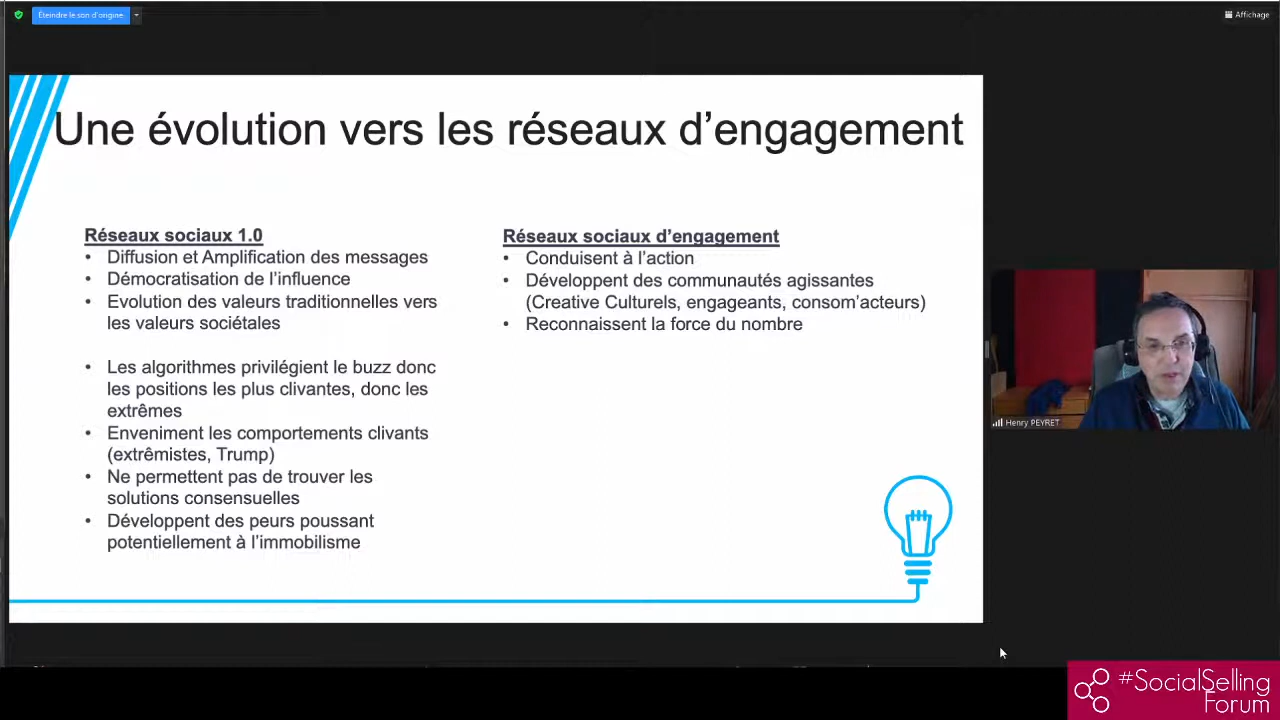 Éteindre le son d'origine
Affichage
Une évolution vers les réseaux d'engagement
Réseaux sociaux 1.0
• Diffusion et Amplification des messages
• Démocratisation de l'influence
• Evolution des valeurs traditionnelles vers
les valeurs sociétales
• Les algorithmes privilégient le buzz donc
les positions les plus clivantes, donc les
extrêmes
• Enveniment les comportements clivants
(extrêmistes, Trump)
• Ne permettent pas de trouver les
solutions consensuelles
• Développent des peurs poussant
potentiellement à l'immobilisme
Réseaux sociaux d'engagement
• Conduisent à l'action
• Développent des communautés agissantes
(Creative Culturels, engageants, consom'acteurs)
• Reconnaissent la force du nombre
Henry PEYRET
#SocialSelling
Forum